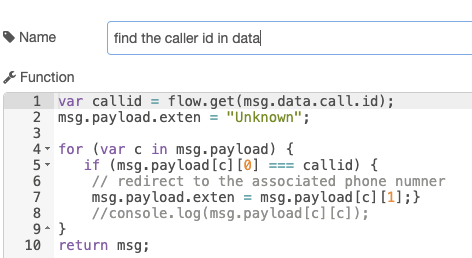 Name
find the caller id in data
Function
1 var callid = flow.get(msg.data.call.id);
2 msg.payload.exten = "Unknown";
3
4 for (var c in msg.payload) {
5 if (msg.payload[c][0] === callid) {
6 // redirect to the associated phone numner
7 msg.payload.exten = msg.payload[c][1];}
8 //console.log(msg.payload[c][c]);
9 }
10 return msg;